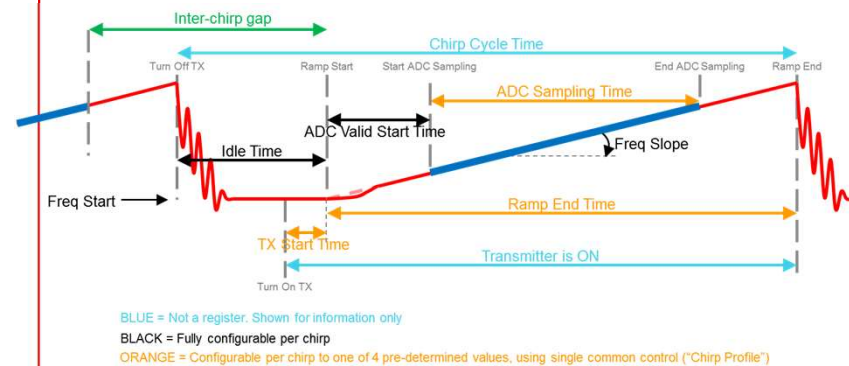 Inter-chirp gap
Chirp Cycle Time
Turn Off TX
Ramp Start
Start ADC Sampling
End ADC Sampling
Ramp End
ADC Sampling Time
ADC Valid Start Time
Idle Time
Freq Slope
Freq Start
Ramp End Time
TX Start Time
Transmitter is ON
Turn On TX
BLUE = Not a register. Shown for information only
BLACK = Fully configurable per chirp
ORANGE = Configurable per chirp to one of 4 pre-determined values, using single common control ("Chirp Profile")